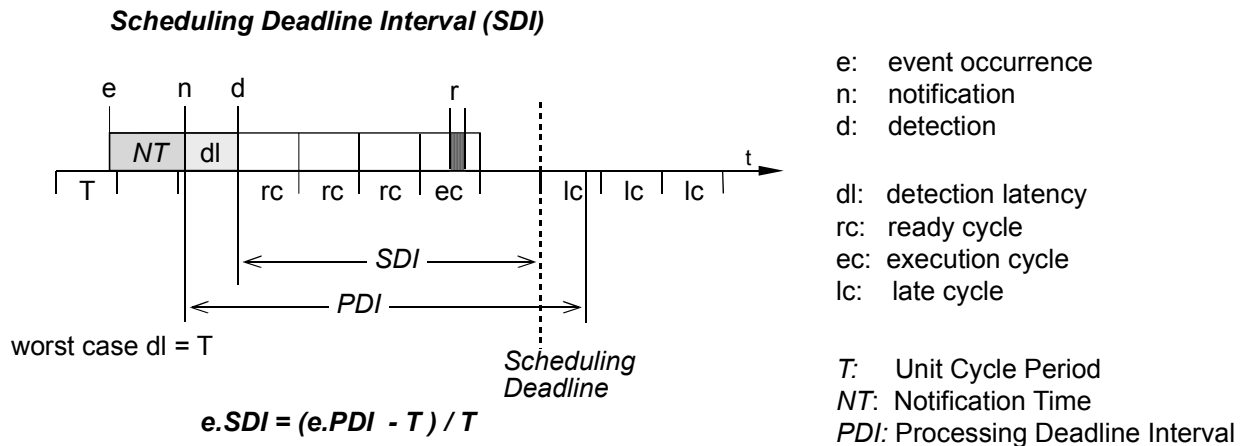 Scheduling Deadline Interval (SDI)
e n d r
NT dl t
T rc rc rc ec lc lc lc
SDI
PDI
worst case dl = T
Scheduling
Deadline
e.SDI = (e.PDI - T ) / T
e: event occurrence
n: notification
d: detection
dl: detection latency
rc: ready cycle
ec: execution cycle
lc: late cycle
T: Unit Cycle Period
NT: Notification Time
PDI: Processing Deadline Interval